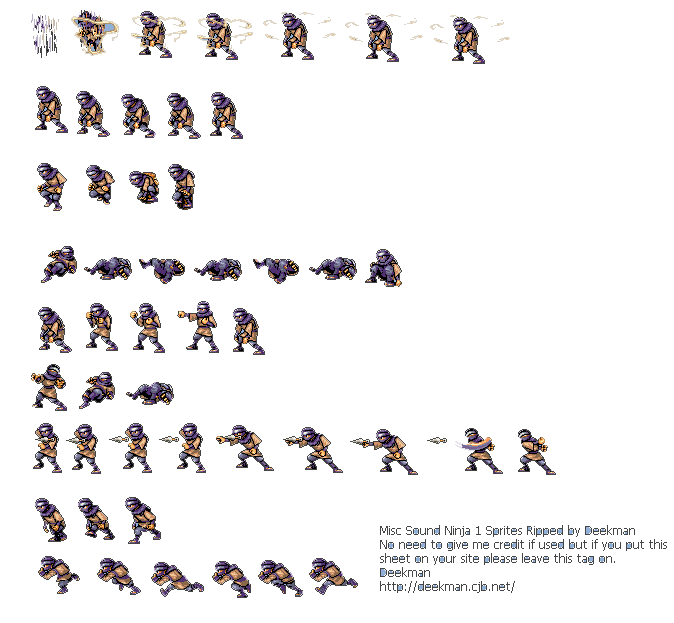 Misc Sound Ninja 1 Sprites Ripped by Deekman
No need to give me credit if used but if you put this
sheet on your site please leave this tag on.
Deekman
http://deekman.cjb.net/